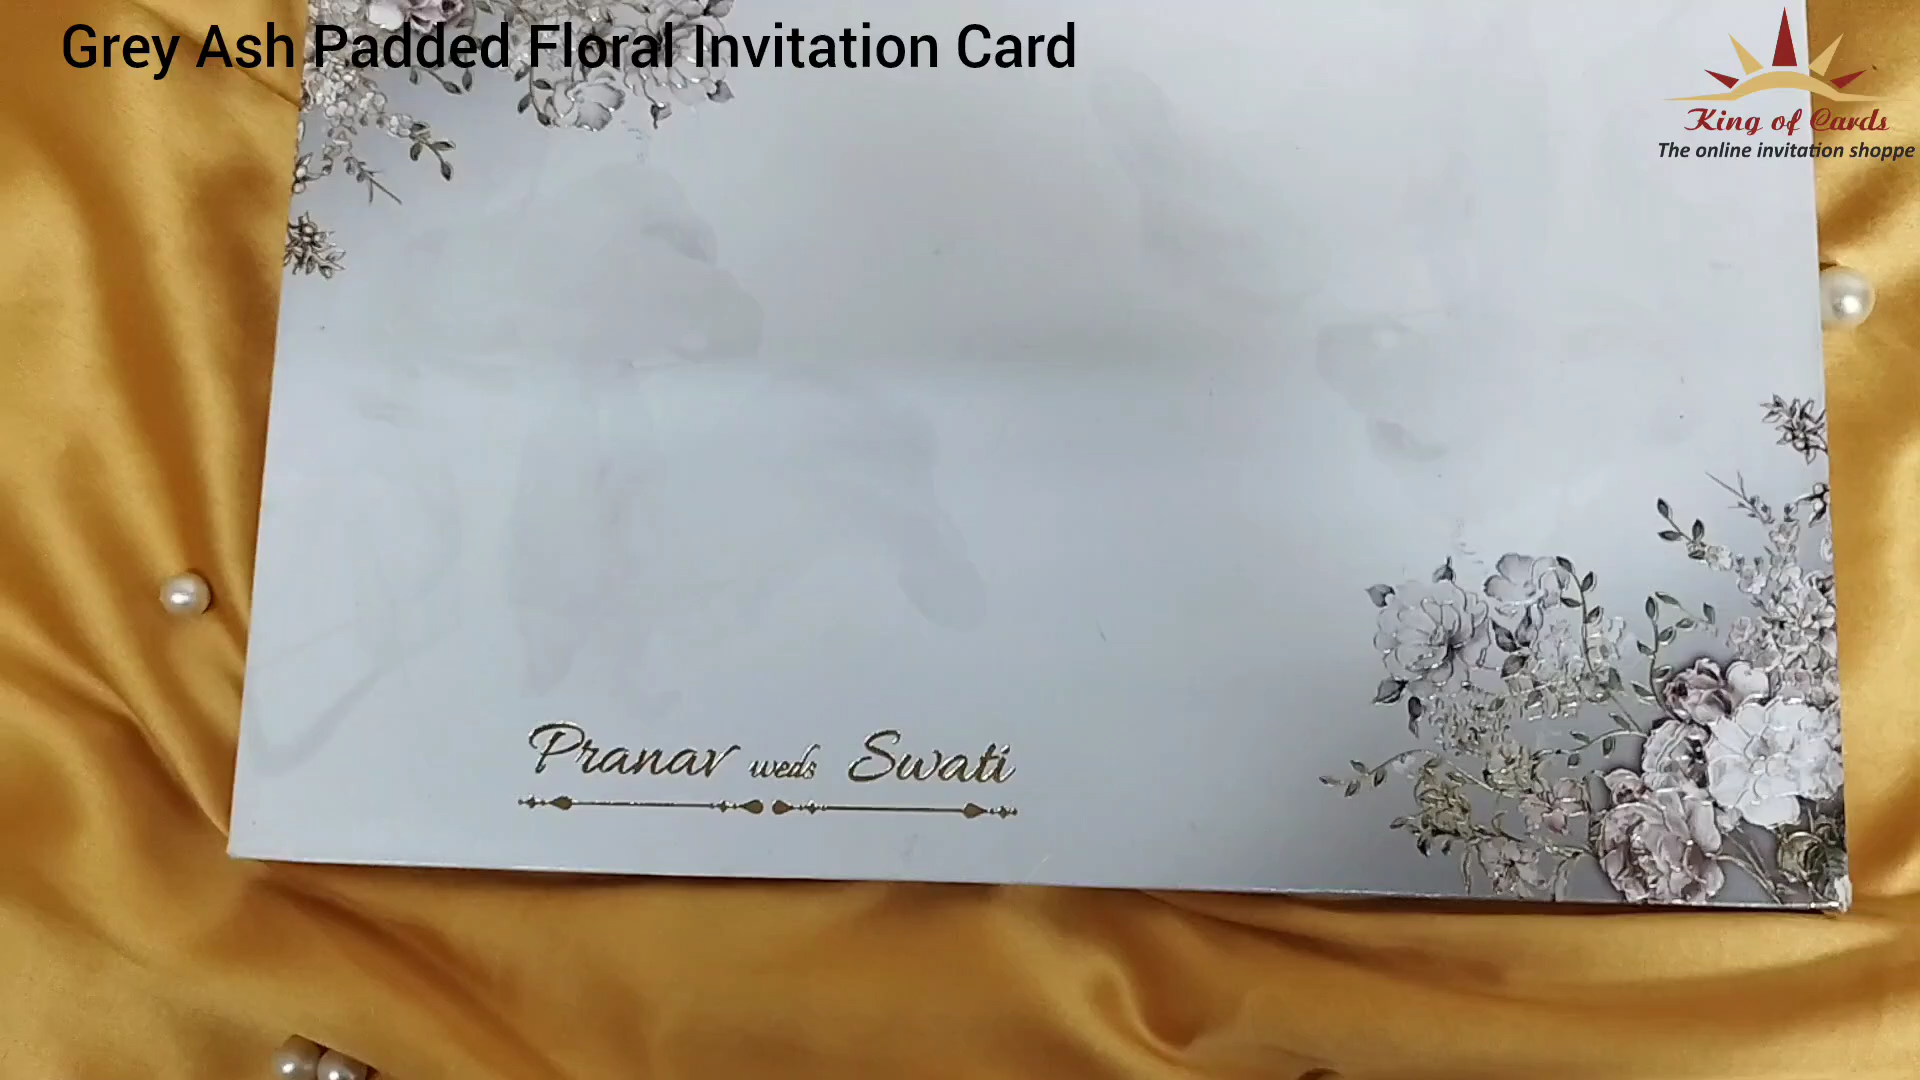 Grey Ash Padded Floral Invitation Card
King of Cards
The online invitation shoppe
Pranav weds Swati